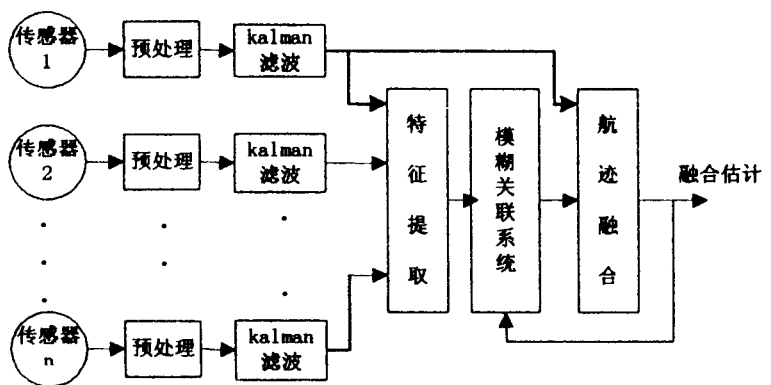 传感器
1
预处理
kalman
滤波
传感器
2
预处理
kalman
滤波
传感器
n
预处理
kalman
滤波
特征提取
模糊关联系统
航迹融合
融合估计